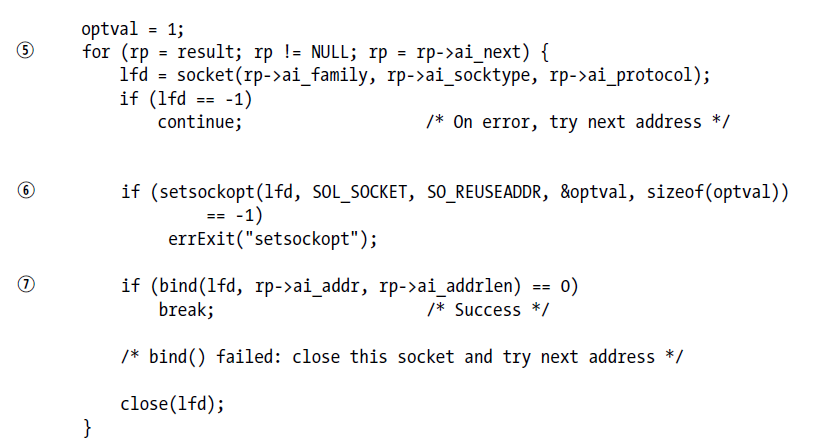 optval = 1;
⑤ for (rp = result; rp != NULL; rp = rp->ai_next) {
lfd = socket(rp->ai_family, rp->ai_socktype, rp->ai_protocol);
if (lfd == -1)
continue; /* On error, try next address */
⑥ if (setsockopt(lfd, SOL_SOCKET, SO_REUSEADDR, &optval, sizeof(optval))
== -1)
errExit("setsockopt");
⑦ if (bind(lfd, rp->ai_addr, rp->ai_addrlen) == 0)
break; /* Success */
/* bind() failed: close this socket and try next address */
close(lfd);
}